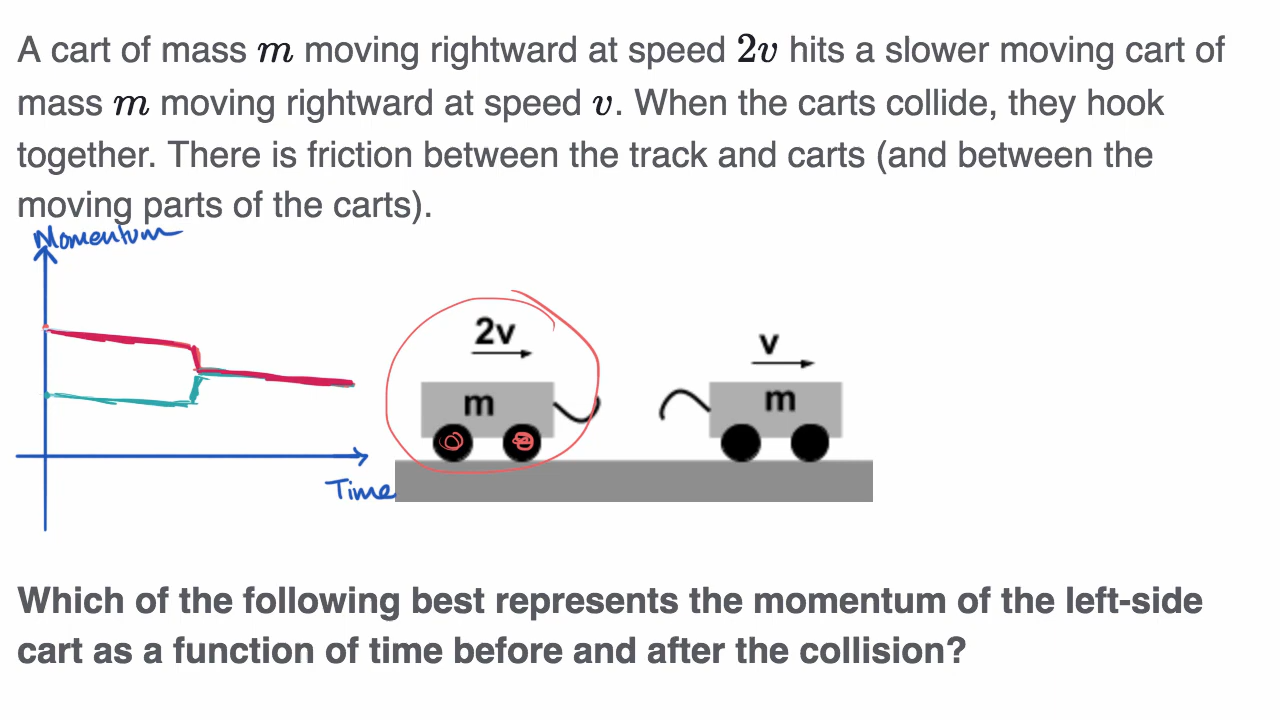 A cart of mass m moving rightward at speed 2v hits a slower moving cart of
mass m moving rightward at speed v. When the carts collide, they hook
together. There is friction between the track and carts (and between the
moving parts of the carts).
Momentum
2v
v
m
m
Time
Which of the following best represents the momentum of the left-side
cart as a function of time before and after the collision?